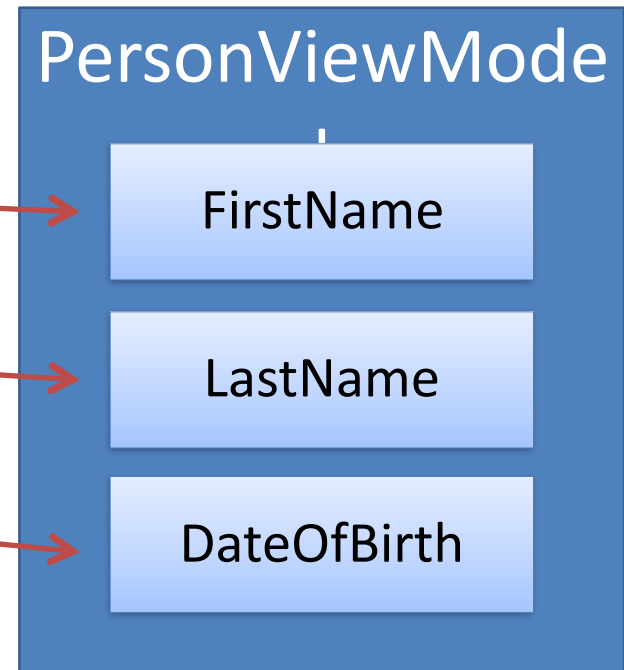 PersonViewMode
l
FirstName
LastName
DateOfBirth